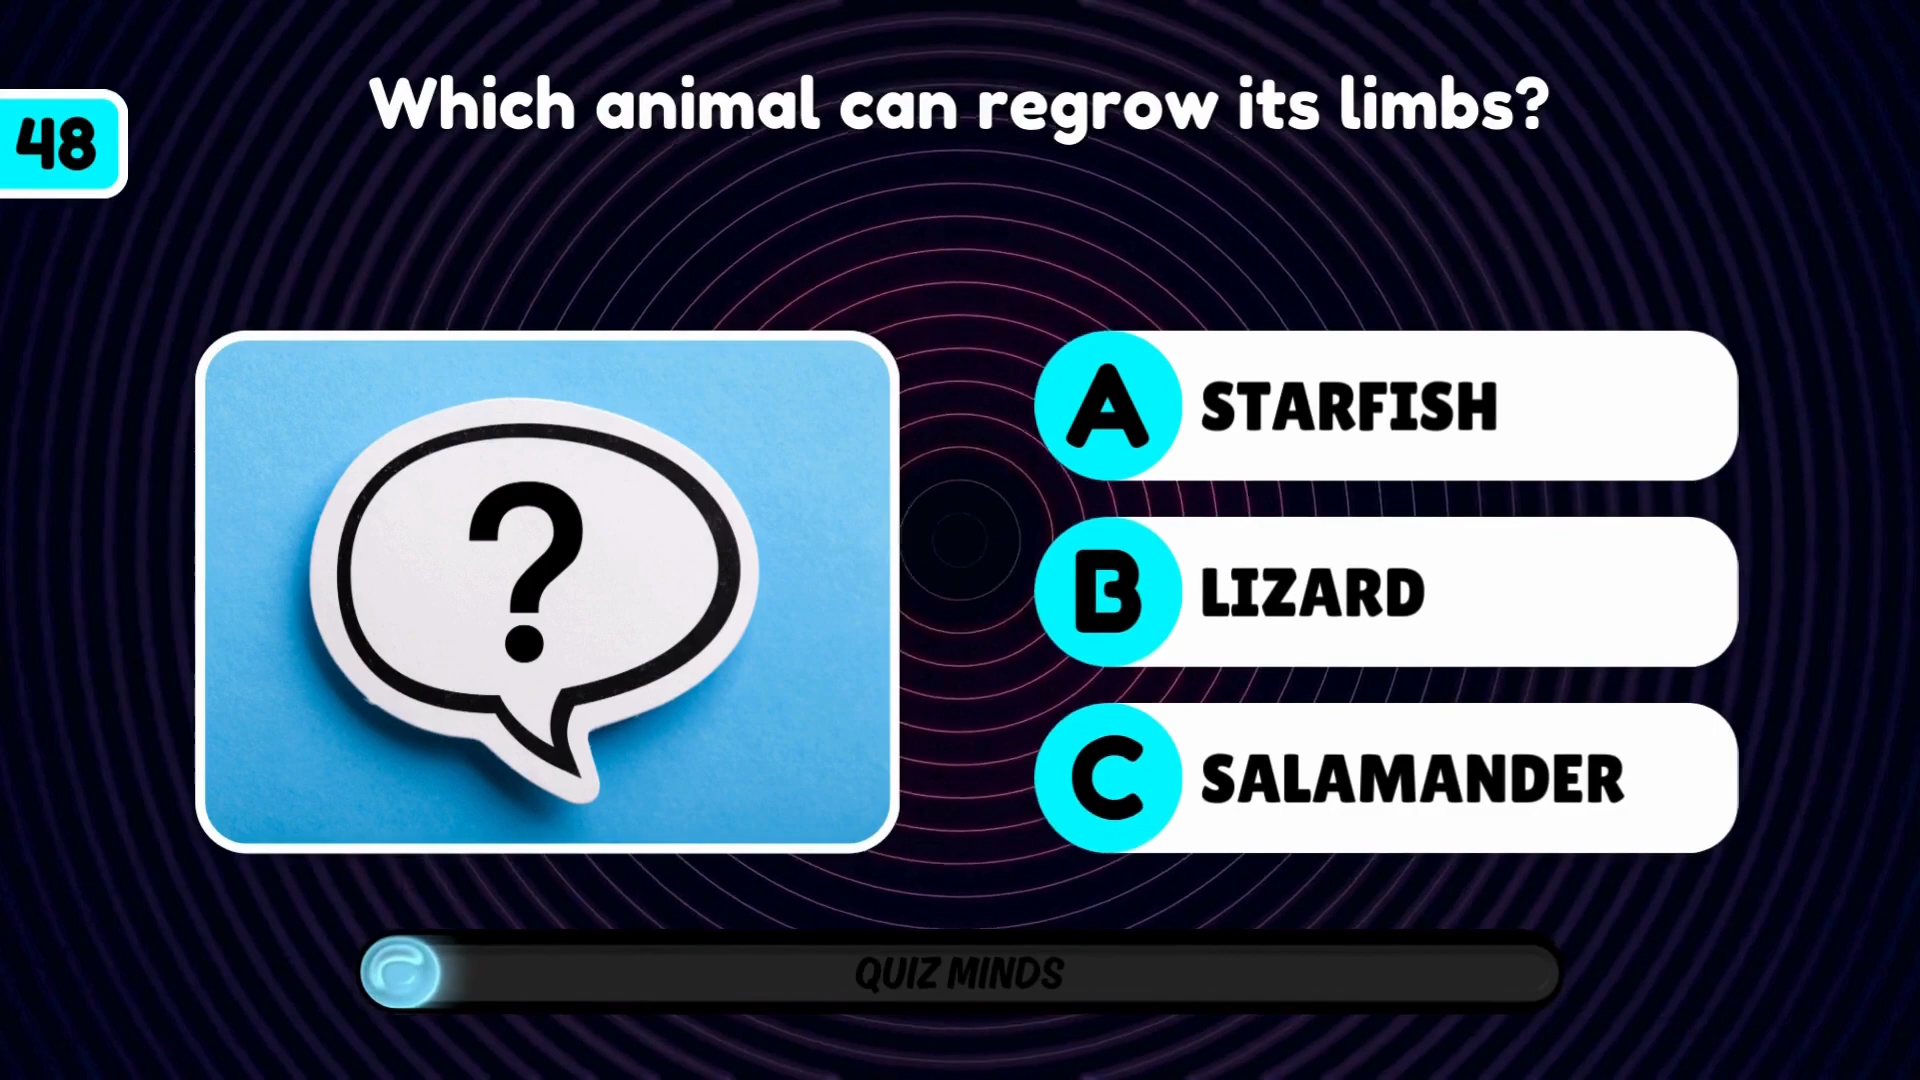 Which animal can regrow its limbs?
48
?
A STARFISH
B LIZARD
C SALAMANDER
QUIZ MINDS